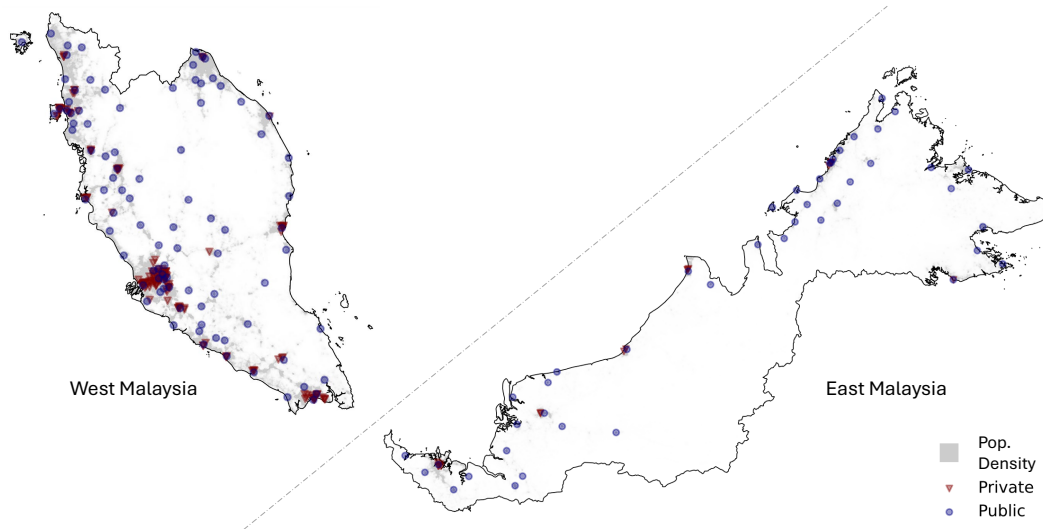 West Malaysia
East Malaysia
Pop.
Density
Private
Public